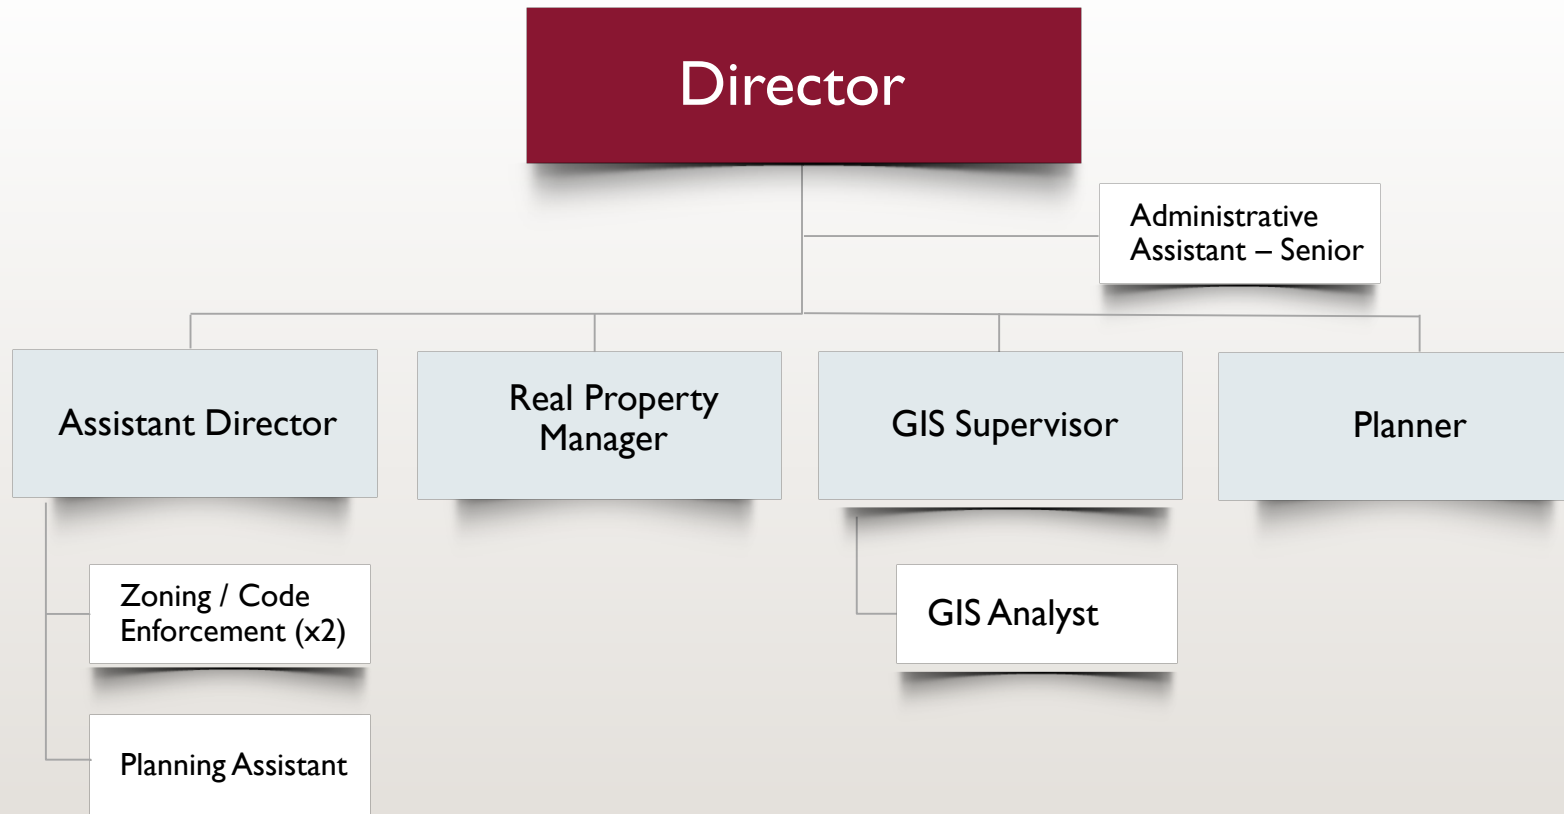 Director
Administrative
Assistant – Senior
Assistant Director
Real Property
Manager
GIS Supervisor
Planner
Zoning / Code
Enforcement (x2)
GIS Analyst
Planning Assistant